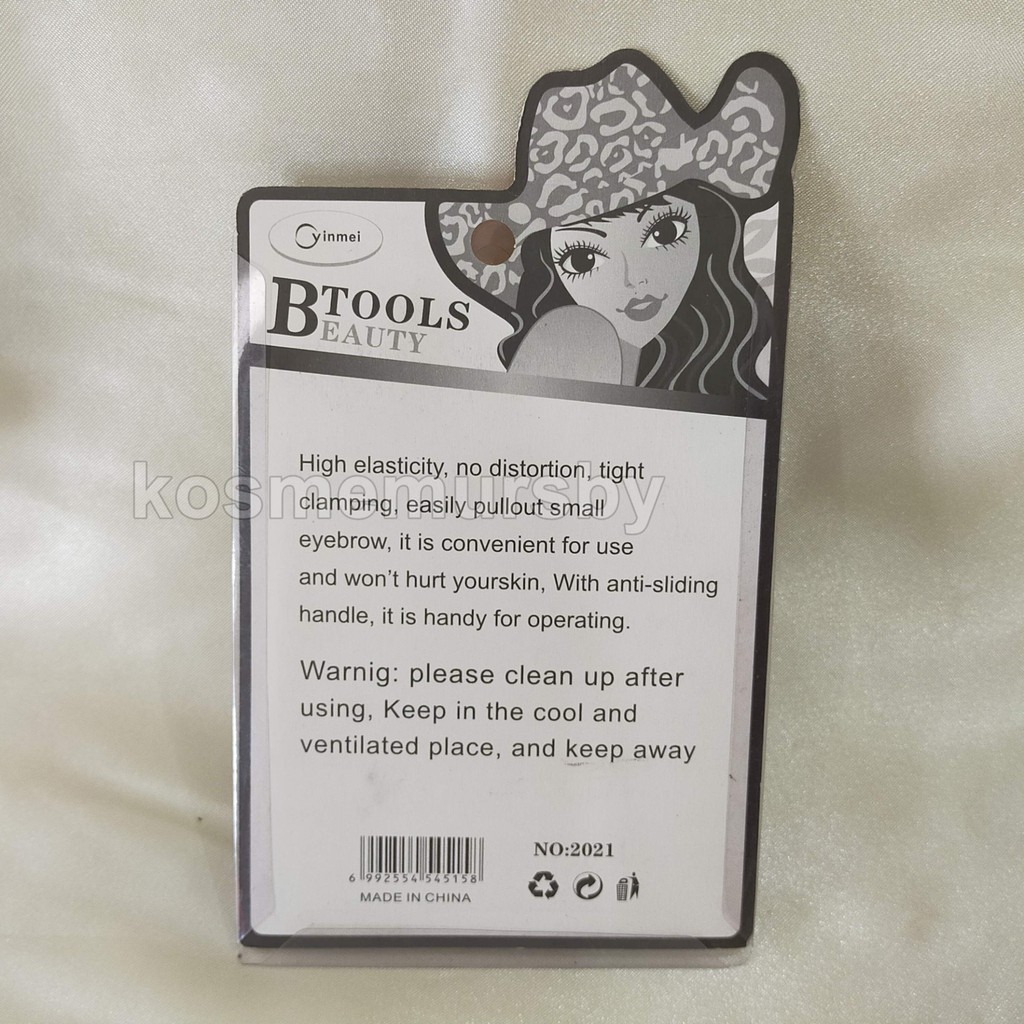 yinmei
BTOOLS
EAUTY
High elasticity, no distortion, tight
clamping, easily pullout small
eyebrow, it is convenient for use
and won't hurt yourskin, With anti-sliding
handle, it is handy for operating.
kosmemursby
Warnig: please clean up after
using, Keep in the cool and
ventilated place, and keep away
NO:2021
6 992554 545158
MADE IN CHINA